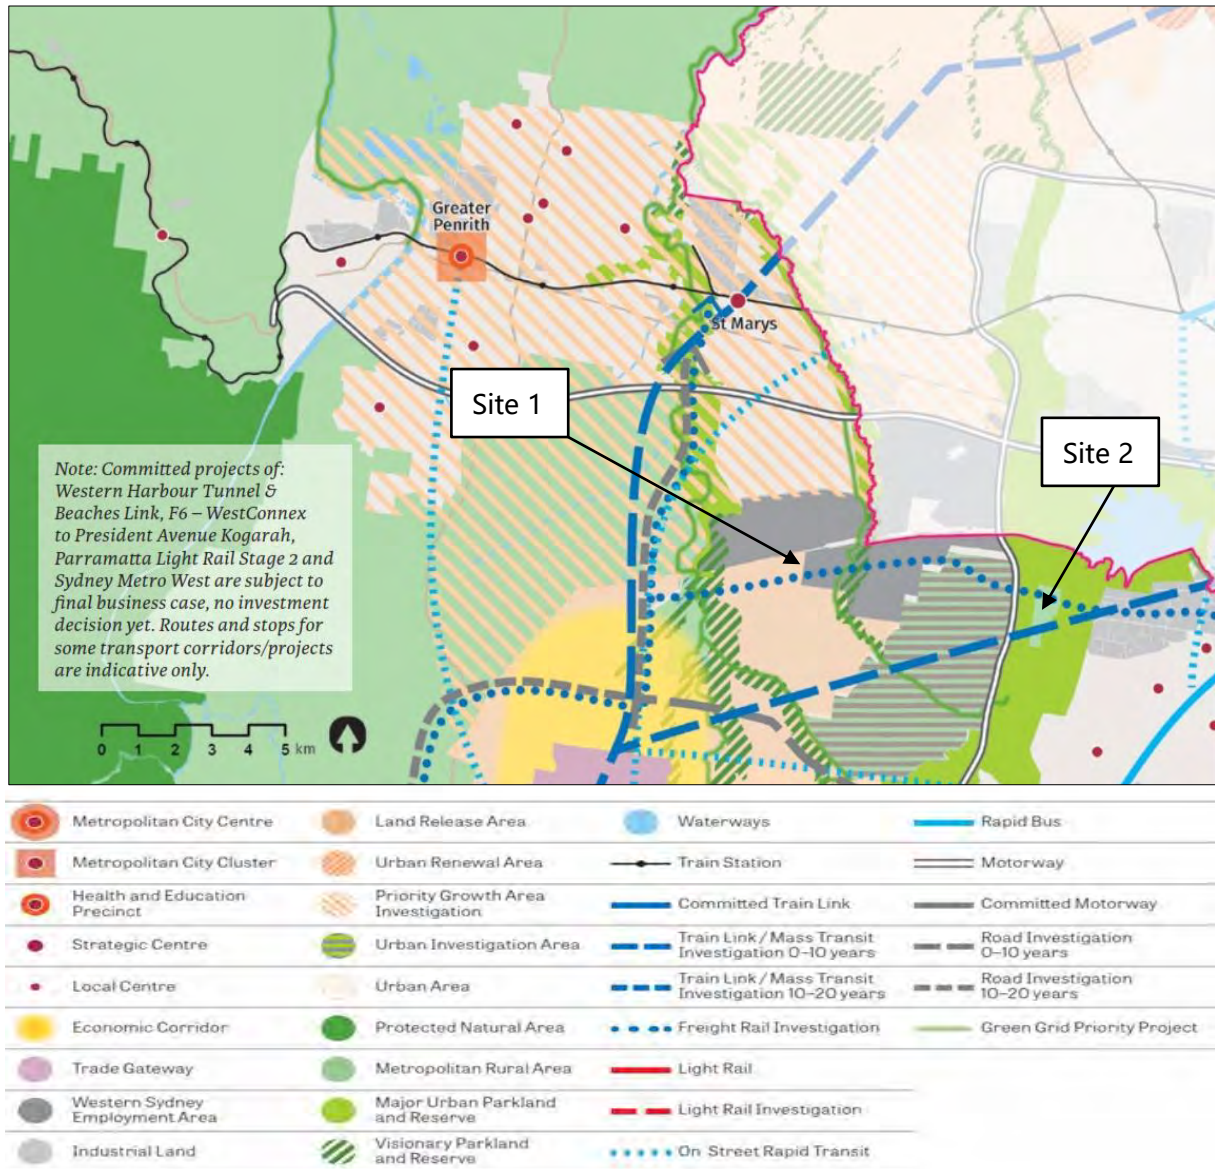 Greater
Penrith
St Marys
Site 1
Site 2
Note: Committed projects of:
Western Harbour Tunnel &
Beaches Link, F6 – WestConnex
to President Avenue Kogarah,
Parramatta Light Rail Stage 2 and
Sydney Metro West are subject to
final business case, no investment
decision yet. Routes and stops for
some transport corridors/projects
are indicative only.
0 1 2 3 4 5 km
Metropolitan City Centre
Land Release Area
Waterways
Rapid Bus
Metropolitan City Cluster
Urban Renewal Area
Train Station
Motorway
Health and Education
Precinct
Priority Growth Area
Investigation
Committed Train Link
Committed Motorway
Strategic Centre
Urban Investigation Area
Train Link / Mass Transit
Investigation 0–10 years
Road Investigation
0–10 years
Local Centre
Urban Area
Train Link / Mass Transit
Investigation 10–20 years
Road Investigation
10–20 years
Economic Corridor
Protected Natural Area
Freight Rail Investigation
Green Grid Priority Project
Trade Gateway
Metropolitan Rural Area
Light Rail
Western Sydney
Employment Area
Major Urban Parkland
and Reserve
Light Rail Investigation
Industrial Land
Visionary Parkland
and Reserve
On Street Rapid Transit